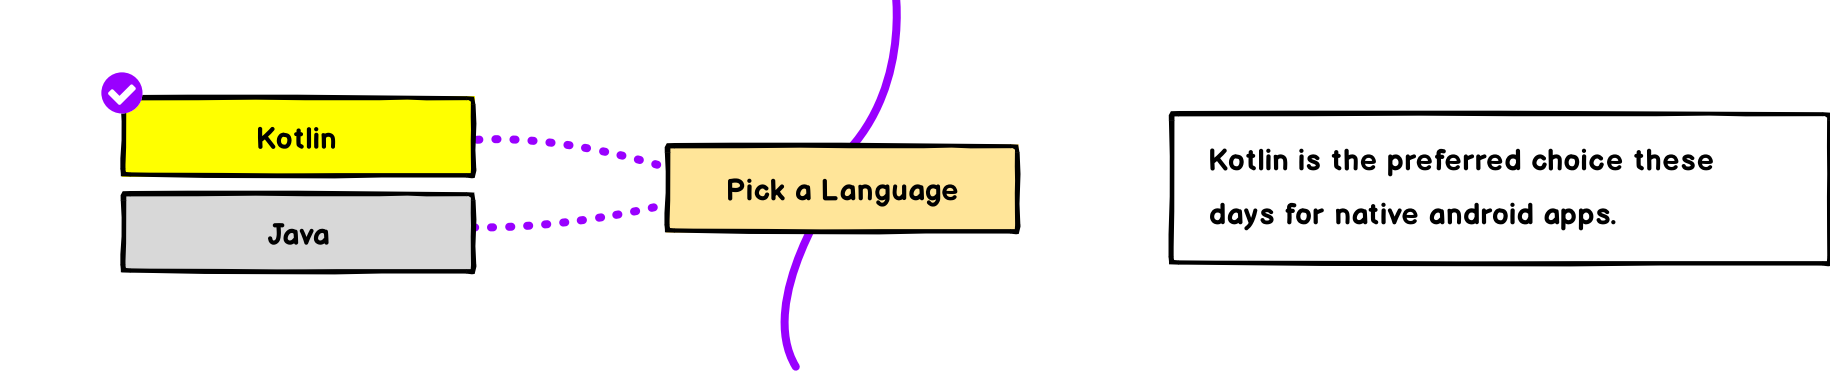 Kotlin
Java
Pick a Language
Kotlin is the preferred choice these
days for native android apps.